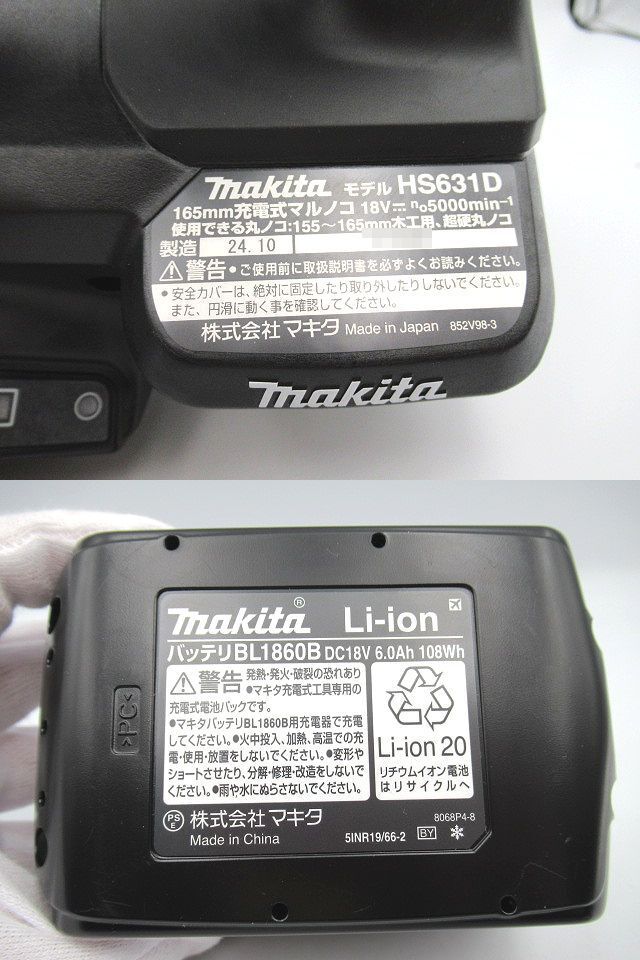 makita モデル HS631D
165mm充電式マルノコ 18V⎓ n₀5000min⁻¹
使用できる丸ノコ:155～165mm木工用、超硬丸ノコ
製造 24.10
⚠警告 •ご使用前に取扱説明書を必ずよくお読みください。
•安全カバーは、絶対に固定したり取り外したりしないでください。
また、円滑に動く事を確認してください。
株式会社マキタ Made in Japan 852V98-3
makita
makita® Li-ion
バッテリBL1860B DC18V 6.0Ah 108Wh
⚠警告 発熱・発火・破裂の恐れあり
•マキタ充電式工具専用の
充電式電池パックです。
•マキタバッテリBL1860B用充電器で充電
してください。•火中投入、加熱、高温での充
電・使用・放置をしないでください。•変形や
ショートさせたり、分解・修理・改造をしないで
ください。•雨や水にぬらさないでください。
Li-ion 20
リチウムイオン電池
はリサイクルへ
>PC<
PSE 株式会社マキタ
Made in China
8068P4-8
5INR19/66-2 BY